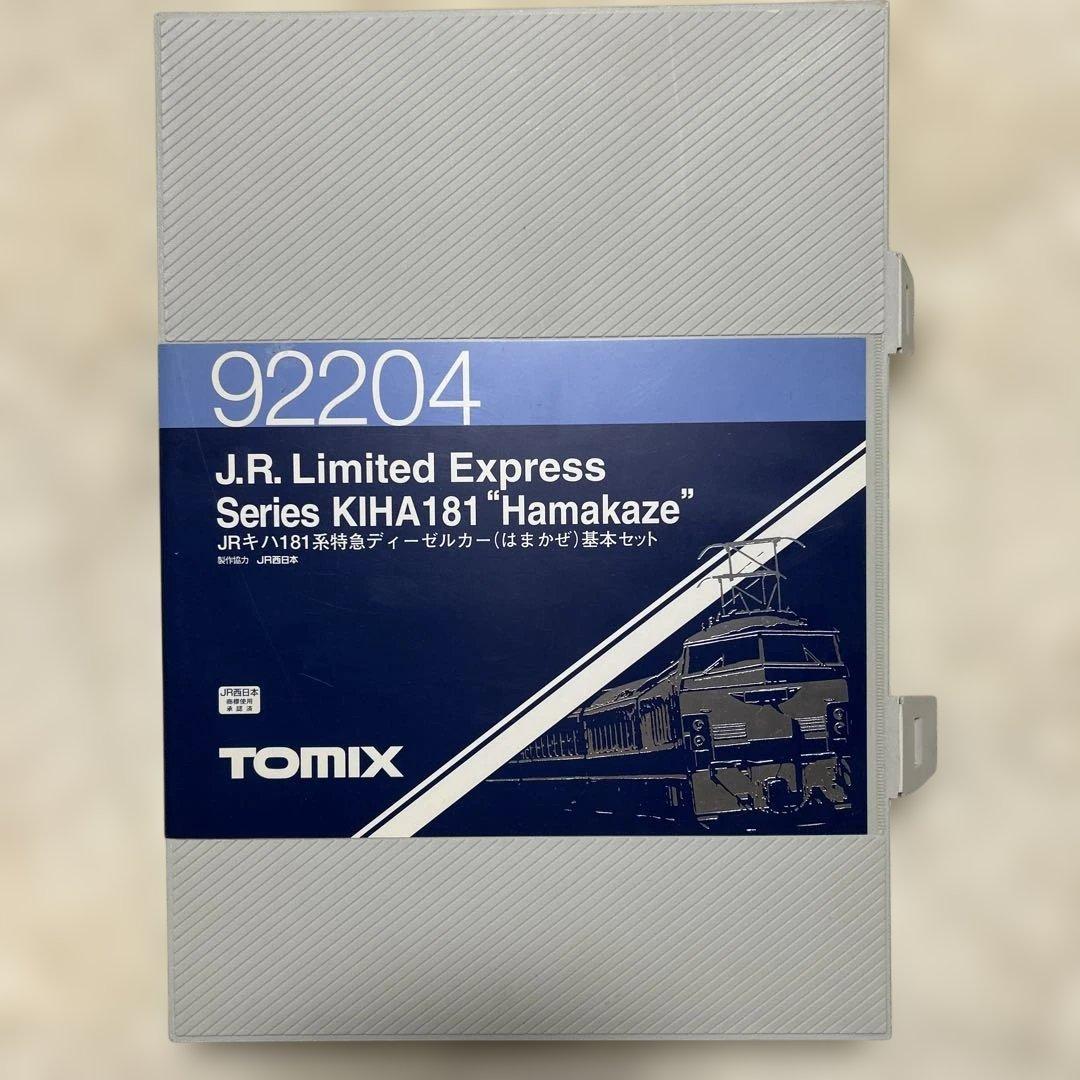 92204
J.R. Limited Express
Series KIHA181 “Hamakaze”
JRキハ181系特急ディーゼルカー(はまかぜ)基本セット
製作協力 JR西日本
JR西日本
商標使用
承認済
TOMIX